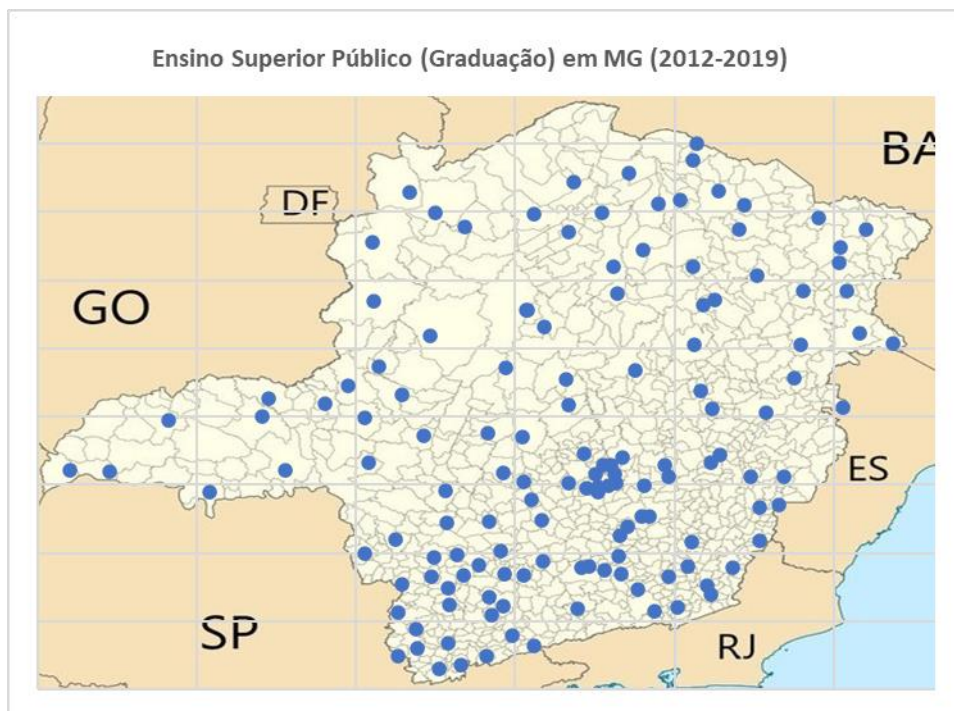 Ensino Superior Público (Graduação) em MG (2012-2019)
BA
DF
GO
ES
SP
RJ